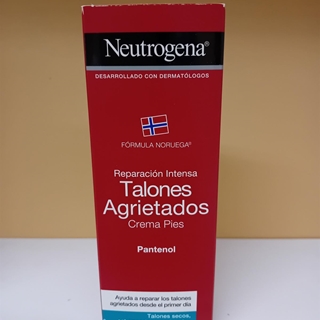 Neutrogena®
DESARROLLADO CON DERMATÓLOGOS
FÓRMULA NORUEGA®
Reparación Intensa
Talones
Agrietados
Crema Pies
Pantenol
Ayuda a reparar los talones
agrietados desde el primer día
Talones secos,